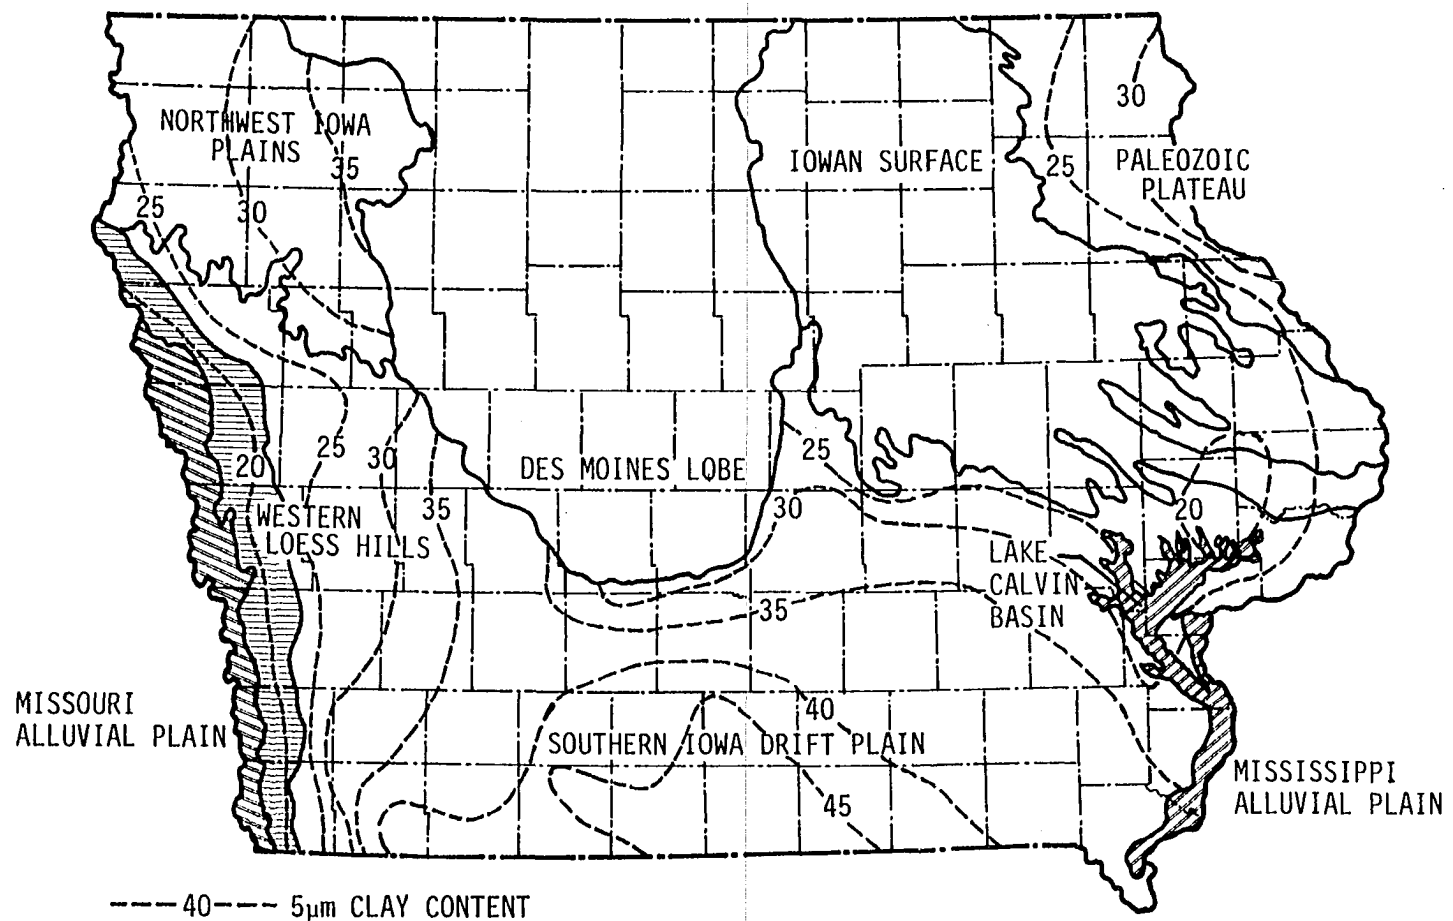 30
NORTHWEST IOWA
PLAINS
35
IOWAN SURFACE
25
PALEOZOIC
PLATEAU
25
30
25
20
25
30
DES MOINES LOBE
35
30
20
WESTERN
LOESS HILLS
LAKE
CALVIN
BASIN
35
MISSOURI
ALLUVIAL PLAIN
40
SOUTHERN IOWA DRIFT PLAIN
45
MISSISSIPPI
ALLUVIAL PLAIN
40 5μm CLAY CONTENT